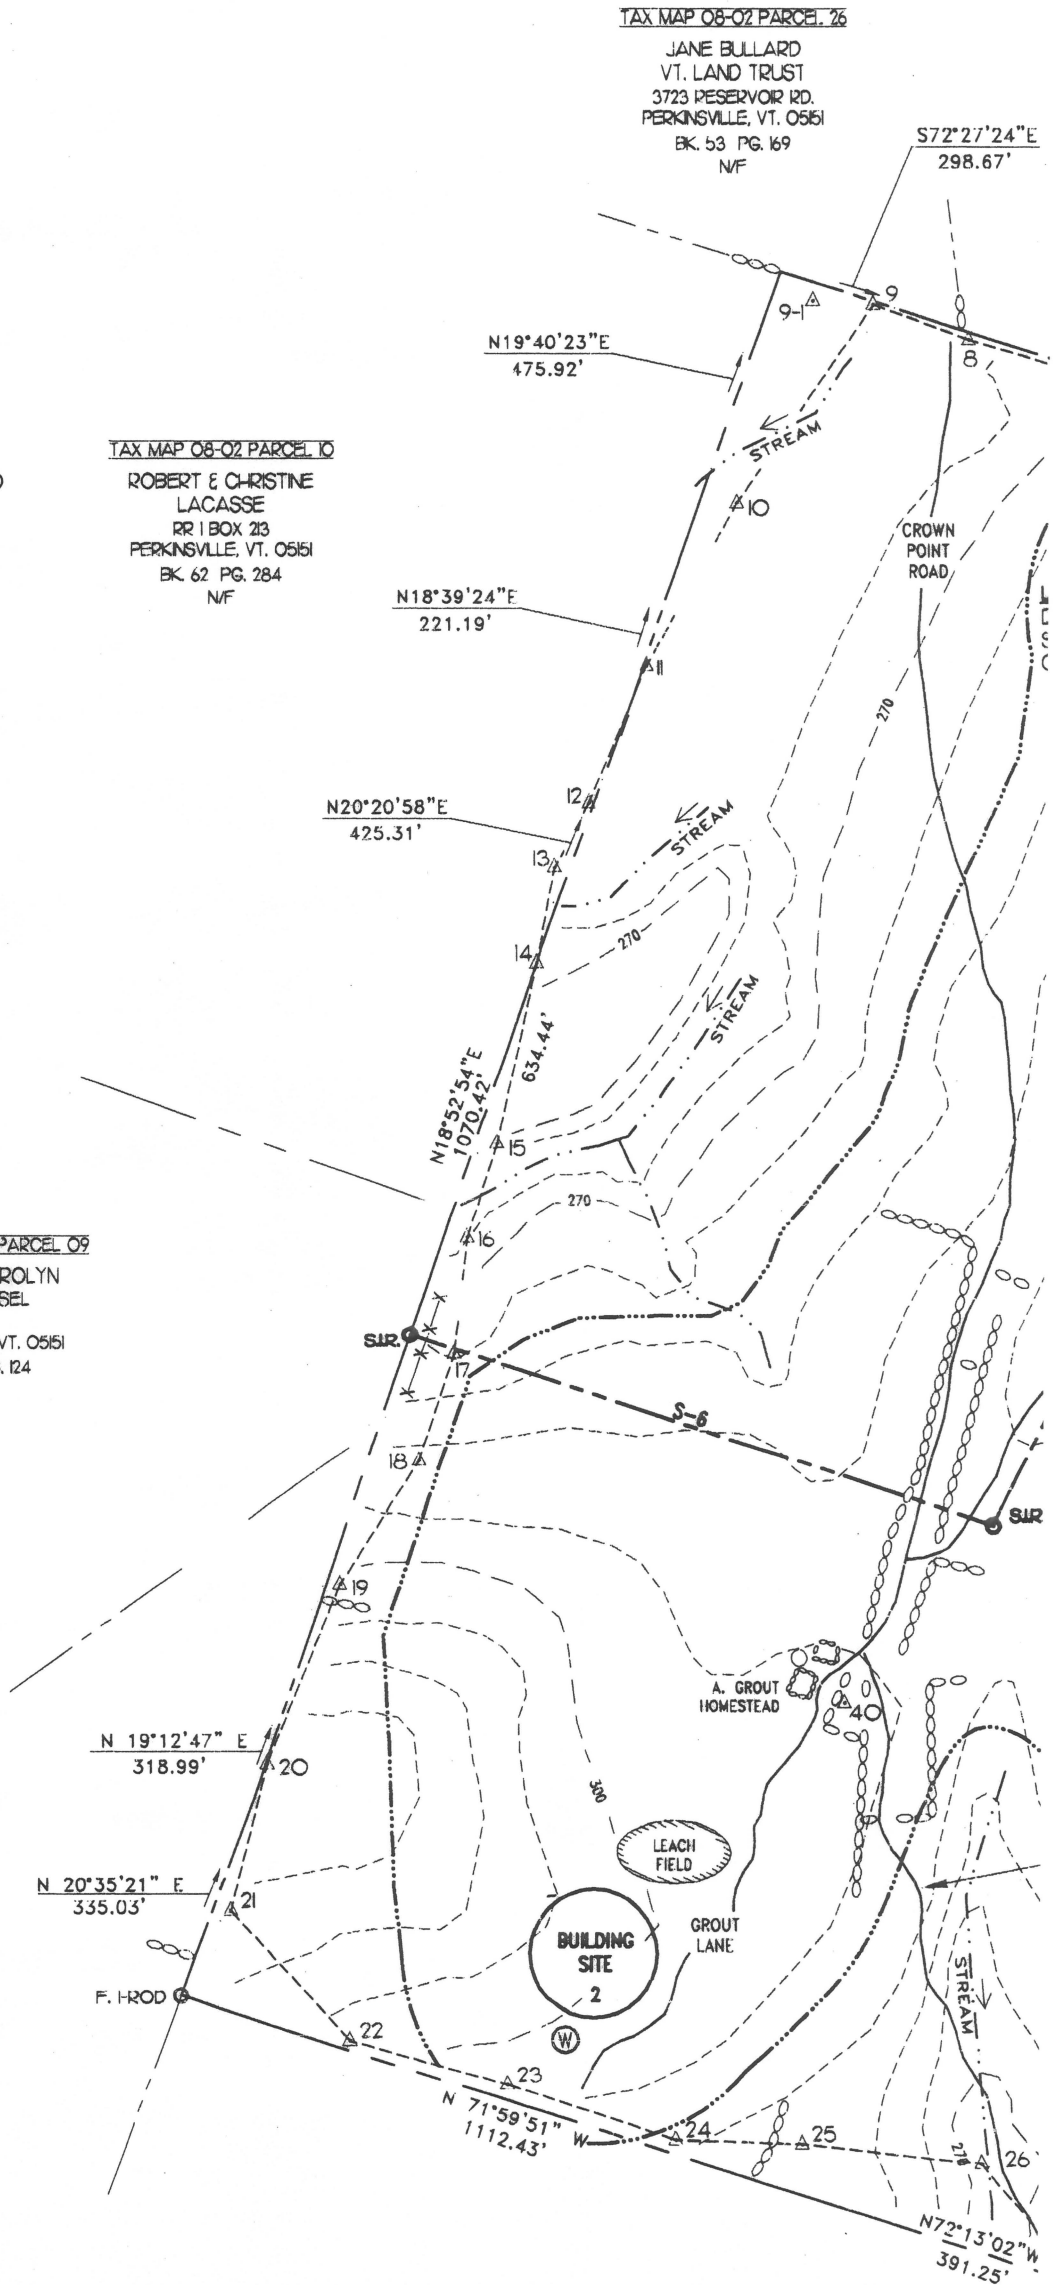 TAX MAP 08-02 PARCEL 26
JANE BULLARD
VT. LAND TRUST
3723 RESERVOIR RD.
PERKINSVILLE, VT. 05151
BK. 53 PG. 169
N/F
S72°27'24"E
298.67'
9
9-1
8
N19°40'23"E
475.92'
STREAM
TAX MAP 08-02 PARCEL 10
ROBERT & CHRISTINE
LACASSE
RR 1 BOX 213
PERKINSVILLE, VT. 05151
BK. 62 PG. 284
N/F
10
CROWN
POINT
ROAD
N18°39'24"E
221.19'
11
270
N20°20'58"E
425.31'
12
STREAM
13
270
14
STREAM
634.44'
N18°52'54"E
1070.42'
15
270
16
PARCEL 09
ROLYN
SEL
VT. 05151
. 124
S.I.R.
17
S-6
18
S.I.R
19
A. GROUT
HOMESTEAD
40
N 19°12'47" E
318.99'
20
300
LEACH
FIELD
N 20°35'21" E
335.03'
21
BUILDING
SITE
2
GROUT
LANE
F. I-ROD
STREAM
W
22
23
N 71°59'51" W
1112.43'
24
25
26
270
N72°13'02"W
391.25'